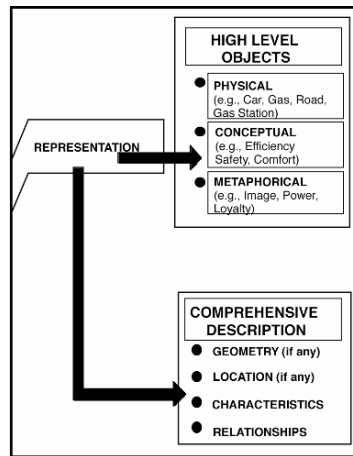 HIGH LEVEL
OBJECTS
PHYSICAL
(e.g., Car, Gas, Road,
Gas Station)
CONCEPTUAL
(e.g., Efficiency
Safety, Comfort)
METAPHORICAL
(e.g., Image, Power,
Loyalty)
REPRESENTATION
COMPREHENSIVE
DESCRIPTION
GEOMETRY (if any)
LOCATION (if any)
CHARACTERISTICS
RELATIONSHIPS